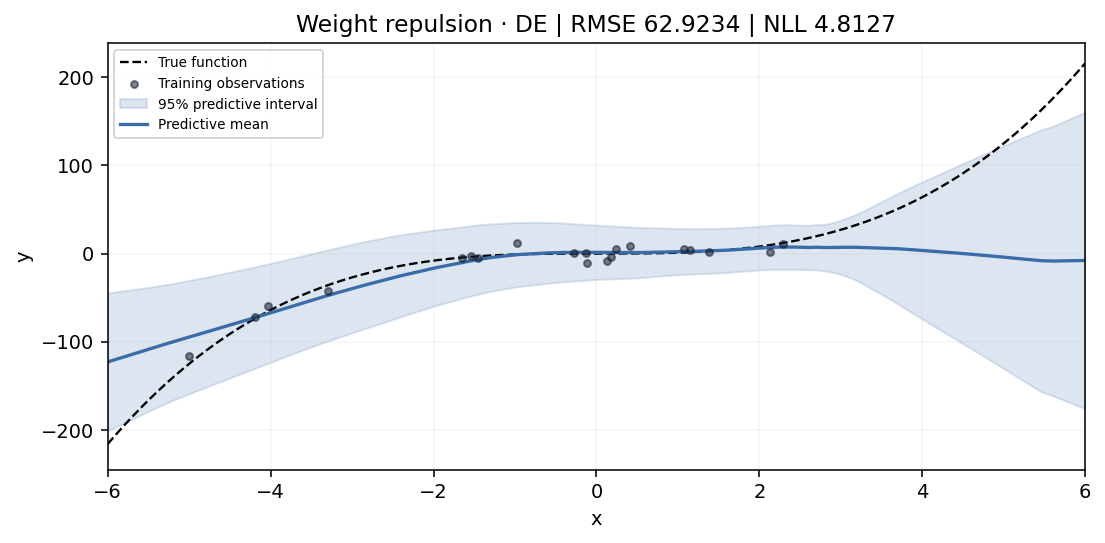 Weight repulsion · DE | RMSE 62.9234 | NLL 4.8127
True function
Training observations
95% predictive interval
Predictive mean
200
100
0
−100
−200
y
−6
−4
−2
0
2
4
6
x